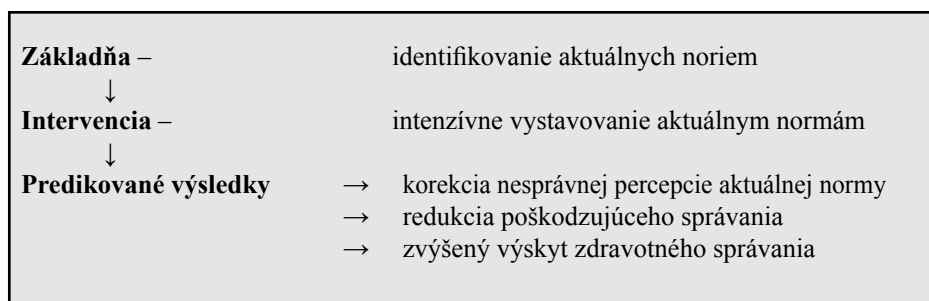 Základňa – identifikovanie aktuálnych noriem
↓
Intervencia – intenzívne vystavovanie aktuálnym normám
↓
Predikované výsledky → korekcia nesprávnej percepcie aktuálnej normy
→ redukcia poškodzujúceho správania
→ zvýšený výskyt zdravotného správania